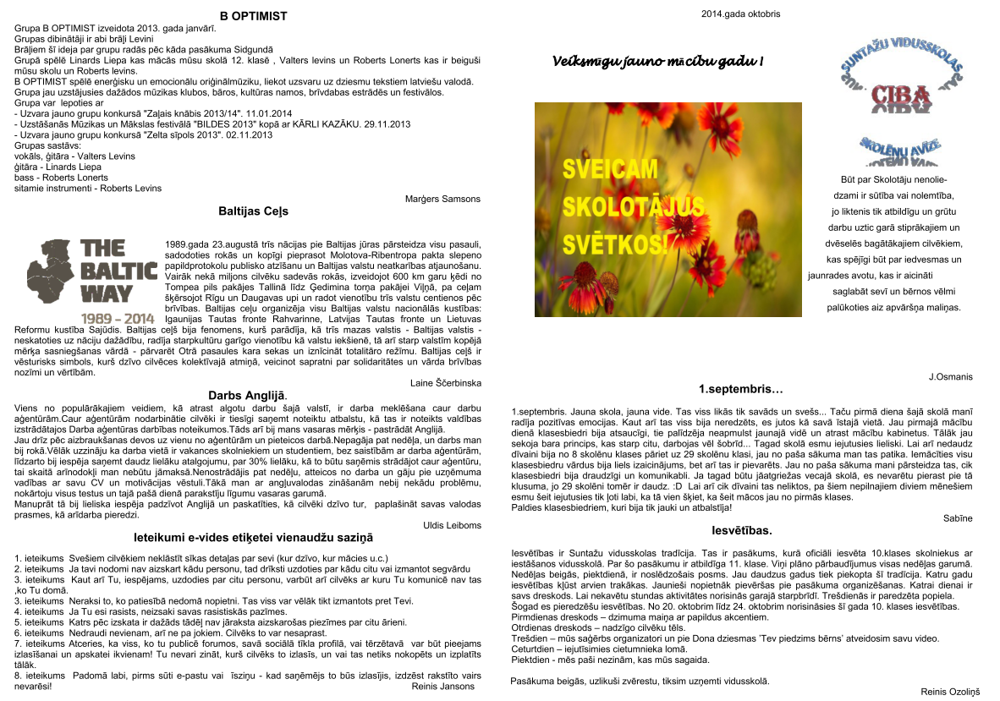 B OPTIMIST
Grupa B OPTIMIST izveidota 2013. gada janvārī.
Grupas dibinātāji ir abi brāļi Levini
Brāļiem šī ideja par grupu radās pēc kāda pasākuma Sidgundā
Grupā spēlē Linards Liepa kas mācās mūsu skolā 12. klasē , Valters levins un Roberts Lonerts kas ir beiguši
mūsu skolu un Roberts levins.
B OPTIMIST spēlē enerģisku un emocionālu oriģinālmūziku, liekot uzsvaru uz dziesmu tekstiem latviešu valodā.
Grupa jau uzstājusies dažādos mūzikas klubos, bāros, kultūras namos, brīvdabas estrādēs un festivālos.
Grupa var lepoties ar
- Uzvara jauno grupu konkursā "Zaļais knābis 2013/14". 11.01.2014
- Uzstāšanās Mūzikas un Mākslas festivālā "BILDES 2013" kopā ar KĀRLI KAZĀKU. 29.11.2013
- Uzvara jauno grupu konkursā "Zelta sīpols 2013". 02.11.2013
Grupas sastāvs:
vokāls, ģitāra - Valters Levins
ģitāra - Linards Liepa
bass - Roberts Lonerts
sitamie instrumenti - Roberts Levins
Marģers Samsons
Baltijas Ceļš
THE
BALTIC
WAY
1989 - 2014
1989.gada 23.augustā trīs nācijas pie Baltijas jūras pārsteidza visu pasauli,
sadodoties rokās un kopīgi pieprasot Molotova-Ribentropa pakta slepeno
papildprotokolu publisko atzīšanu un Baltijas valstu neatkarības atjaunošanu.
Vairāk nekā miljons cilvēku sadevās rokās, izveidojot 600 km garu ķēdi no
Tompea pils pakājes Tallinā līdz Ģedimina torņa pakājei Viļņā, pa ceļam
šķērsojot Rīgu un Daugavas upi un radot vienotību trīs valstu centienos pēc
brīvības. Baltijas ceļu organizēja visu Baltijas valstu nacionālās kustības:
Igaunijas Tautas fronte Rahvarinne, Latvijas Tautas fronte un Lietuvas
Reformu kustība Sajūdis. Baltijas ceļš bija fenomens, kurš parādīja, kā trīs mazas valstis - Baltijas valstis -
neskatoties uz nāciju dažādību, radīja starpkultūru garīgo vienotību kā valstu iekšienē, tā arī starp valstīm kopējā
mērķa sasniegšanas vārdā - pārvarēt Otrā pasaules kara sekas un iznīcināt totalitāro režīmu. Baltijas ceļš ir
vēsturisks simbols, kurš dzīvo cilvēces kolektīvajā atmiņā, veicinot sapratni par solidaritātes un vārda brīvības
nozīmi un vērtībām.
Laine Ščerbinska
Darbs Anglijā.
Viens no populārākajiem veidiem, kā atrast algotu darbu šajā valstī, ir darba meklēšana caur darbu
aģentūrām.Caur aģentūrām nodarbinātie cilvēki ir tiesīgi saņemt noteiktu atbalstu, kā tas ir noteikts valdības
izstrādātajos Darba aģentūras darbības noteikumos.Tāds arī bij mans vasaras mērķis - pastrādāt Anglijā.
Jau drīz pēc aizbraukšanas devos uz vienu no aģentūrām un pieteicos darbā.Nepagāja pat nedēļa, un darbs man
bij rokā.Vēlāk uzzināju ka darba vietā ir vakances skolniekiem un studentiem, bez saistībām ar darba aģentūrām,
līdzarto bij iespēja saņemt daudz lielāku atalgojumu, par 30% lielāku, kā to būtu saņēmis strādājot caur aģentūru,
tai skaitā arīnodokļi man nebūtu jāmaksā.Nenostrādājis pat nedēļu, atteicos no darba un gāju pie uzņēmuma
vadības ar savu CV un motivācijas vēstuli.Tākā man ar angļuvalodas zināšanām nebij nekādu problēmu,
nokārtoju visus testus un tajā pašā dienā parakstīju līgumu vasaras garumā.
Manuprāt tā bij lieliska iespēja padzīvot Anglijā un paskatīties, kā cilvēki dzīvo tur, paplašināt savas valodas
prasmes, kā arīdarba pieredzi.
Uldis Leiboms
Ieteikumi e-vides etiķetei vienaudžu saziņā
1. ieteikums Svešiem cilvēkiem neklāstīt sīkas detaļas par sevi (kur dzīvo, kur mācies u.c.)
2. ieteikums Ja tavi nodomi nav aizskart kādu personu, tad drīksti uzdoties par kādu citu vai izmantot segvārdu
3. ieteikums Kaut arī Tu, iespējams, uzdodies par citu personu, varbūt arī cilvēks ar kuru Tu komunicē nav tas
,ko Tu domā.
3. ieteikums Neraksti to, ko patiesībā nedomā nopietni. Tas viss var vēlāk tikt izmantots pret Tevi.
4. ieteikums Ja Tu esi rasists, neizsaki savas rasistiskās pazīmes.
5. ieteikums Katrs pēc izskata ir dažāds tādēļ nav jāraksta aizskarošas piezīmes par citu ārieni.
6. ieteikums Nedraudi nevienam, arī ne pa jokiem. Cilvēks to var nesaprast.
7. ieteikums Atceries, ka viss, ko tu publicē forumos, savā sociālā tīkla profilā, vai tērzētavā var būt pieejams
izlasīšanai un apskatei ikvienam! Tu nevari zināt, kurš cilvēks to izlasīs, un vai tas netiks nokopēts un izplatīts
tālāk.
8. ieteikums Padomā labi, pirms sūti e-pastu vai īsziņu - kad saņēmējs to būs izlasījis, izdzēst rakstīto vairs
nevarēsi! Reinis Jansons
2014.gada oktobris
Veiksmīgu jauno mācību gadu !
SUNTAŽU VIDUSSKOLAS
CIBA
SKOLĒNU AVĪZE
SVEICAM
SKOLOTĀJUS
SVĒTKOS!
Būt par Skolotāju nenolie-
dzami ir sūtība vai nolemtība,
jo liktenis tik atbildīgu un grūtu
darbu uztic garā stiprākajiem un
dvēselēs bagātākajiem cilvēkiem,
kas spējīgi būt par iedvesmas un
jaunrades avotu, kas ir aicināti
saglabāt sevī un bērnos vēlmi
palūkoties aiz apvāršņa maliņas.
J.Osmanis
1.septembris…
1.septembris. Jauna skola, jauna vide. Tas viss likās tik savāds un svešs... Taču pirmā diena šajā skolā manī
radīja pozitīvas emocijas. Kaut arī tas viss bija neredzēts, es jutos kā savā īstajā vietā. Jau pirmajā mācību
dienā klasesbiedri bija atsaucīgi, tie palīdzēja neapmulst jaunajā vidē un atrast mācību kabinetus. Tālāk jau
sekoja bara princips, kas starp citu, darbojas vēl šobrīd... Tagad skolā esmu iejutusies lieliski. Lai arī nedaudz
dīvaini bija no 8 skolēnu klases pāriet uz 29 skolēnu klasi, jau no paša sākuma man tas patika. Iemācīties visu
klasesbiedru vārdus bija liels izaicinājums, bet arī tas ir pievarēts. Jau no paša sākuma mani pārsteidza tas, cik
klasesbiedri bija draudzīgi un komunikabli. Ja tagad būtu jāatgriežas vecajā skolā, es nevarētu pierast pie tā
klusuma, jo 29 skolēni tomēr ir daudz. :D Lai arī cik dīvaini tas neliktos, pa šiem nepilnajiem diviem mēnešiem
esmu šeit iejutusies tik ļoti labi, ka tā vien šķiet, ka šeit mācos jau no pirmās klases.
Paldies klasesbiedriem, kuri bija tik jauki un atbalstīja!
Sabīne
Iesvētības.
Iesvētības ir Suntažu vidusskolas tradīcija. Tas ir pasākums, kurā oficiāli iesvēta 10.klases skolniekus ar
iestāšanos vidusskolā. Par šo pasākumu ir atbildīga 11. klase. Viņi plāno pārbaudījumus visas nedēļas garumā.
Nedēļas beigās, piektdienā, ir noslēdzošais posms. Jau daudzus gadus tiek piekopta šī tradīcija. Katru gadu
iesvētības kļūst arvien trakākas. Jaunieši nopietnāk pievēršas pie pasākuma organizēšanas. Katrai dienai ir
savs dreskods. Lai nekavētu stundas aktivitātes norisinās garajā starpbrīdī. Trešdienās ir paredzēta popiela.
Šogad es pieredzēšu iesvētības. No 20. oktobrim līdz 24. oktobrim norisināsies šī gada 10. klases iesvētības.
Pirmdienas dreskods – dzimuma maiņa ar papildus akcentiem.
Otrdienas dreskods – nadzīgo cilvēku tēls.
Trešdien – mūs saģērbs organizatori un pie Dona dziesmas ’Tev piedzims bērns’ atveidosim savu video.
Ceturtdien – iejutīsimies cietumnieka lomā.
Piektdien - mēs paši nezinām, kas mūs sagaida.
Pasākuma beigās, uzlikuši zvērestu, tiksim uzņemti vidusskolā.
Reinis Ozoliņš